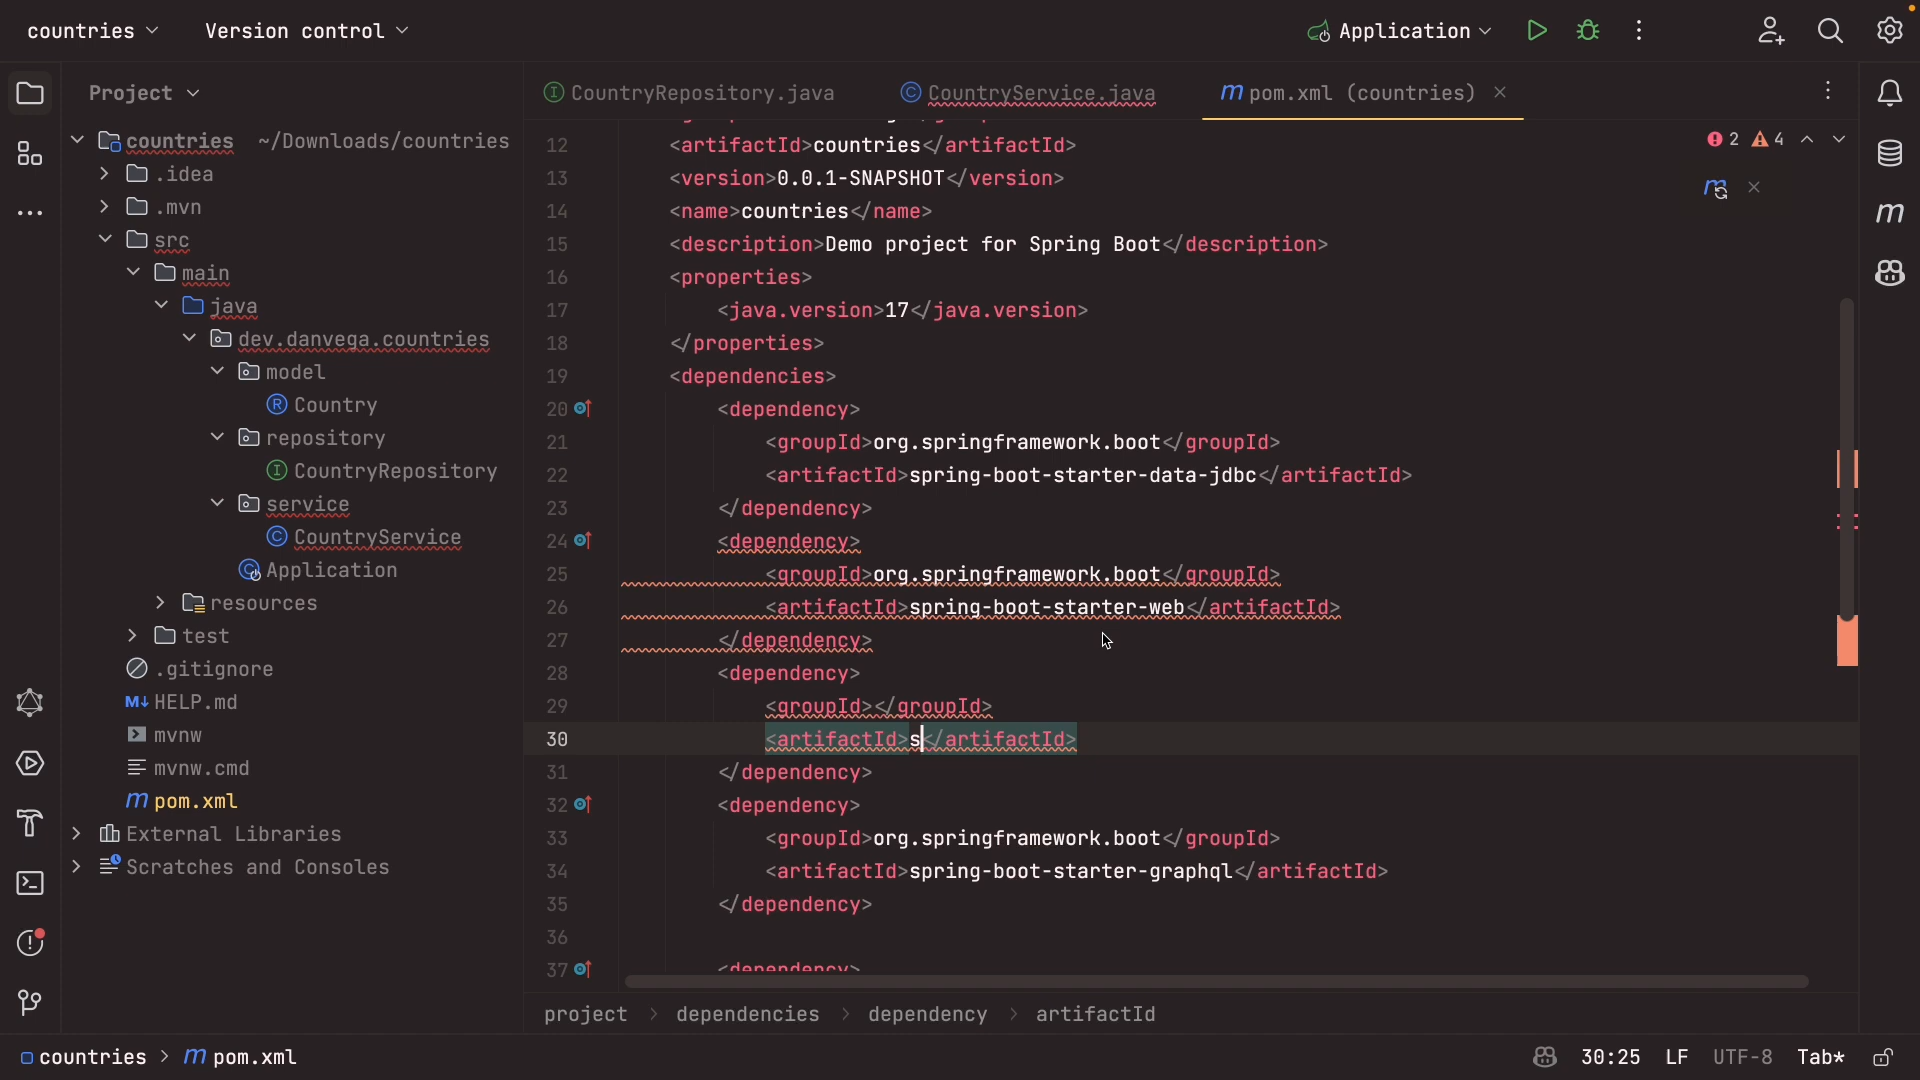 countries
Version control
Application
Project
CountryRepository.java
CountryService.java
pom.xml (countries)
countries ~/Downloads/countries
.idea
.mvn
src
main
java
dev.danvega.countries
model
Country
repository
CountryRepository
service
CountryService
Application
resources
test
.gitignore
HELP.md
mvnw
mvnw.cmd
pom.xml
External Libraries
Scratches and Consoles
2 4
12 <artifactId>countries</artifactId>
13 <version>0.0.1-SNAPSHOT</version>
14 <name>countries</name>
15 <description>Demo project for Spring Boot</description>
16 <properties>
17 <java.version>17</java.version>
18 </properties>
19 <dependencies>
20 <dependency>
21 <groupId>org.springframework.boot</groupId>
22 <artifactId>spring-boot-starter-data-jdbc</artifactId>
23 </dependency>
24 <dependency>
25 <groupId>org.springframework.boot</groupId>
26 <artifactId>spring-boot-starter-web</artifactId>
27 </dependency>
28 <dependency>
29 <groupId></groupId>
30 <artifactId>s</artifactId>
31 </dependency>
32 <dependency>
33 <groupId>org.springframework.boot</groupId>
34 <artifactId>spring-boot-starter-graphql</artifactId>
35 </dependency>
36
37 <dependency>
project > dependencies > dependency > artifactId
countries > pom.xml
30:25 LF UTF-8 Tab*